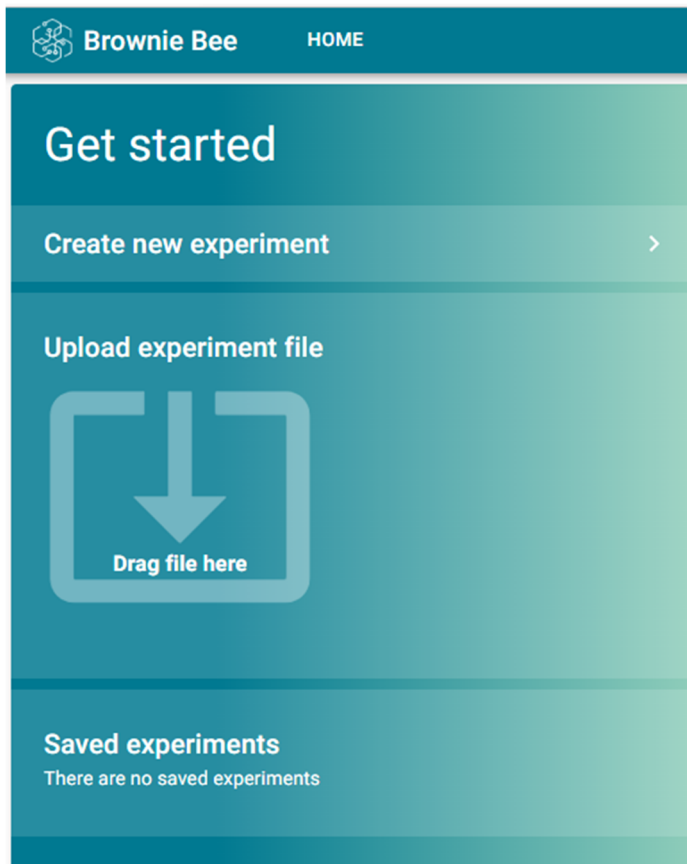 Brownie Bee HOME
Get started
Create new experiment
Upload experiment file
Drag file here
Saved experiments
There are no saved experiments